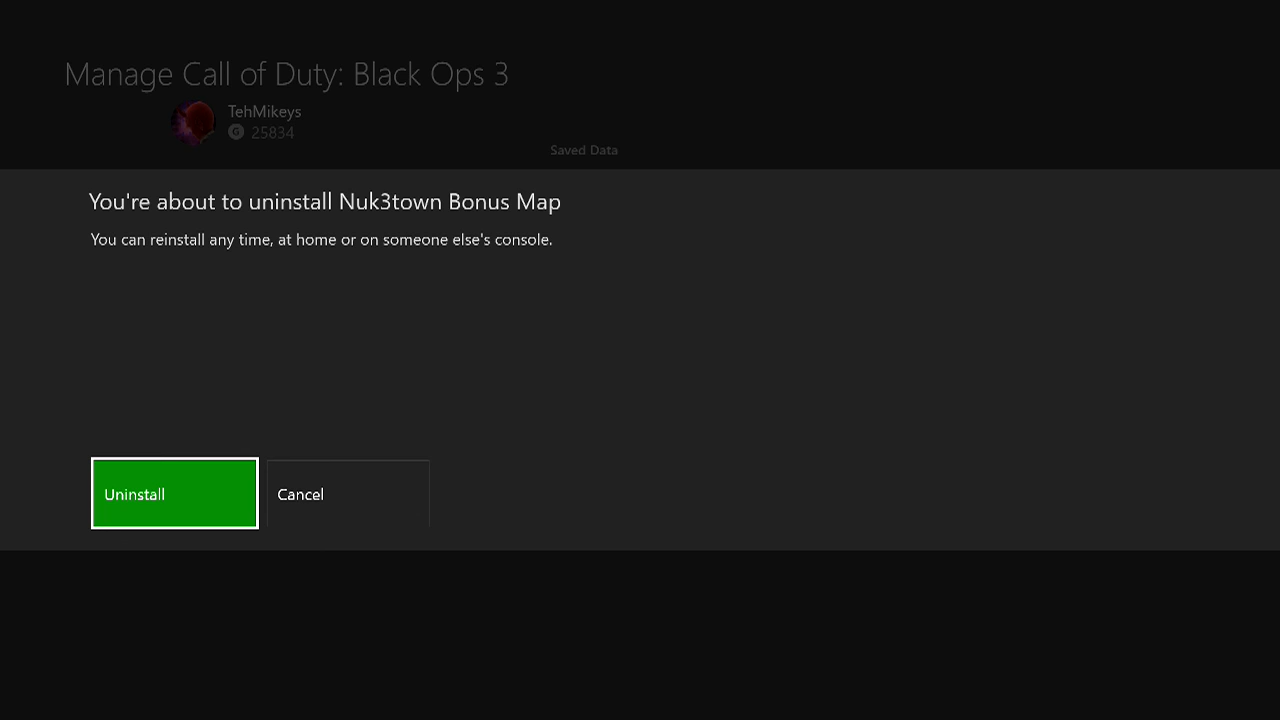 Manage Call of Duty: Black Ops 3
TehMikeys
G 25834
Saved Data
You're about to uninstall Nuk3town Bonus Map
You can reinstall any time, at home or on someone else's console.
Uninstall
Cancel